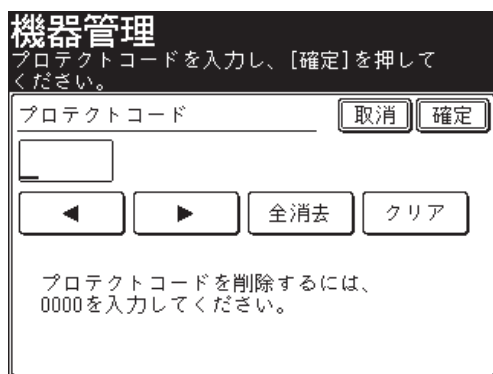 機器管理
プロテクトコードを入力し、[確定]を押して
ください。
プロテクトコード
取消 確定
◀ ▶ 全消去 クリア
プロテクトコードを削除するには、
0000を入力してください。